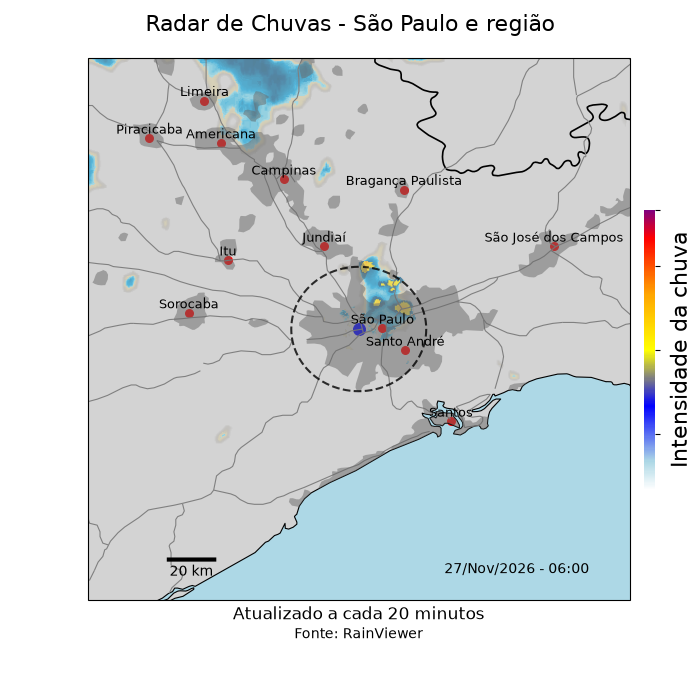 Radar de Chuvas - São Paulo e região
Limeira
Piracicaba
Americana
Campinas
Bragança Paulista
Jundiaí
São José dos Campos
Itu
Sorocaba
São Paulo
Santo André
Santos
20 km
27/Nov/2026 - 06:00
Intensidade da chuva
Atualizado a cada 20 minutos
Fonte: RainViewer